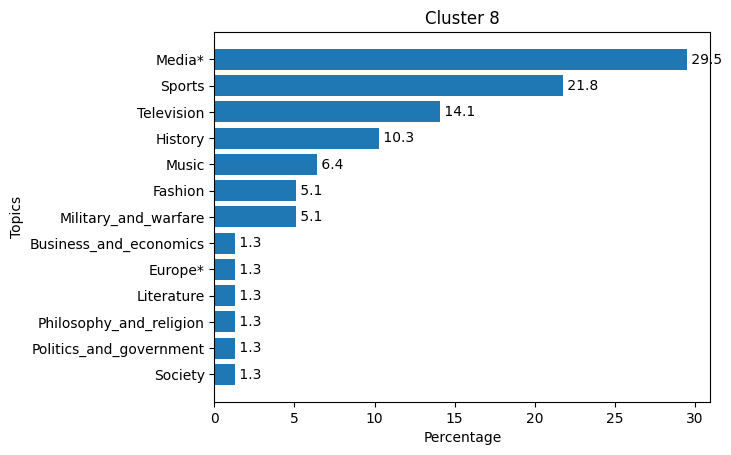 Cluster 8
Media* 29.5
Sports 21.8
Television 14.1
History 10.3
Music 6.4
Fashion 5.1
Military_and_warfare 5.1
Business_and_economics 1.3
Europe* 1.3
Literature 1.3
Philosophy_and_religion 1.3
Politics_and_government 1.3
Society 1.3
Topics
0 5 10 15 20 25 30
Percentage